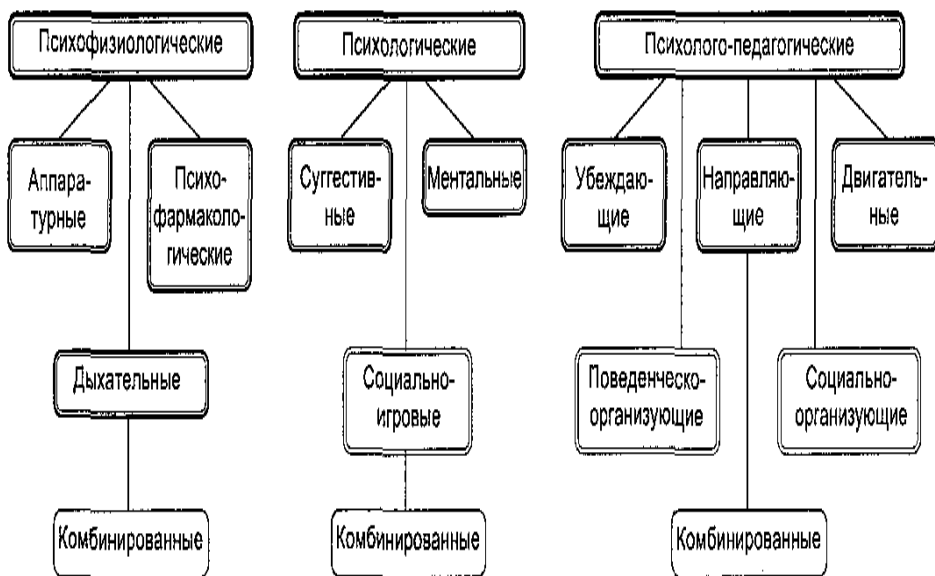 Психофизиологические
Психологические
Психолого-педагогические
Аппара-
турные
Психо-
фармаколо-
гические
Суггестив-
ные
Ментальные
Убеждаю-
щие
Направляю-
щие
Двигатель-
ные
Дыхательные
Социально-
игровые
Поведенческо-
организующие
Социально-
организующие
Комбинированные
Комбинированные
Комбинированные